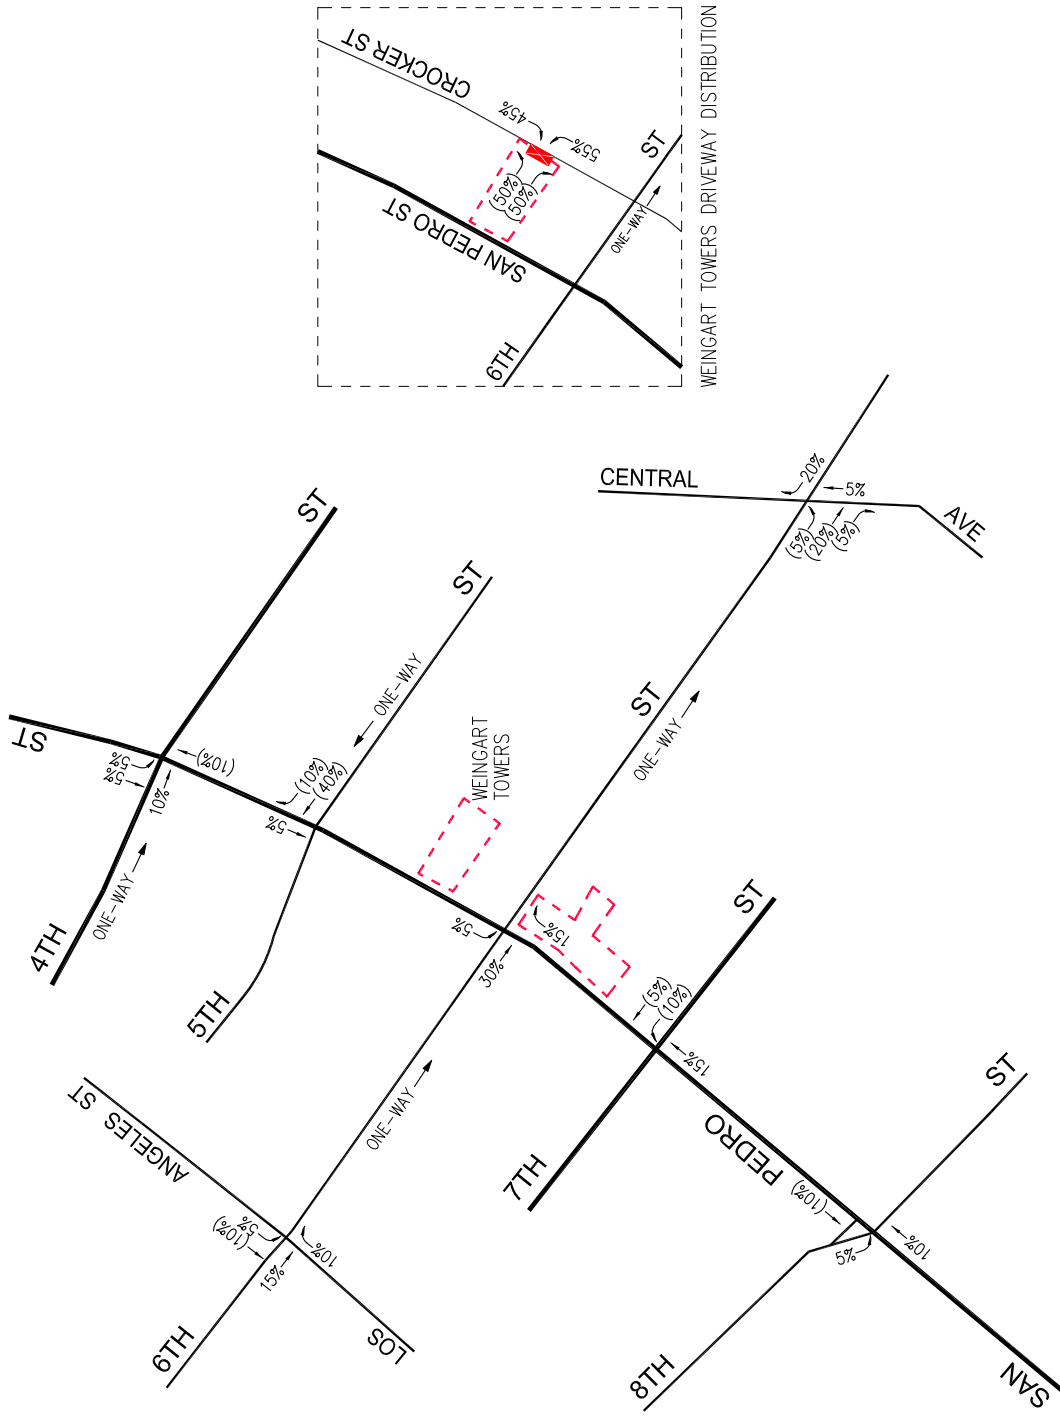 CROCKER ST
45%
55%
ST
(50%)
(50%)
SAN PEDRO ST
ONE-WAY
6TH
WEINGART TOWERS DRIVEWAY DISTRIBUTION
CENTRAL
AVE
20%
5%
(5%)
(20%)
(5%)
ST
ST
ST
5%
5%
10%
(10%)
ONE-WAY
4TH
ST
ONE-WAY
(10%)
(40%)
5%
5TH
WEINGART
TOWERS
ST
ONE-WAY
5%
30%
15%
ST
(5%)
(10%)
15%
7TH
ONE-WAY
ANGELES ST
LOS
(10%)
5%
15%
10%
6TH
PEDRO
SAN
ST
(10%)
5%
10%
8TH